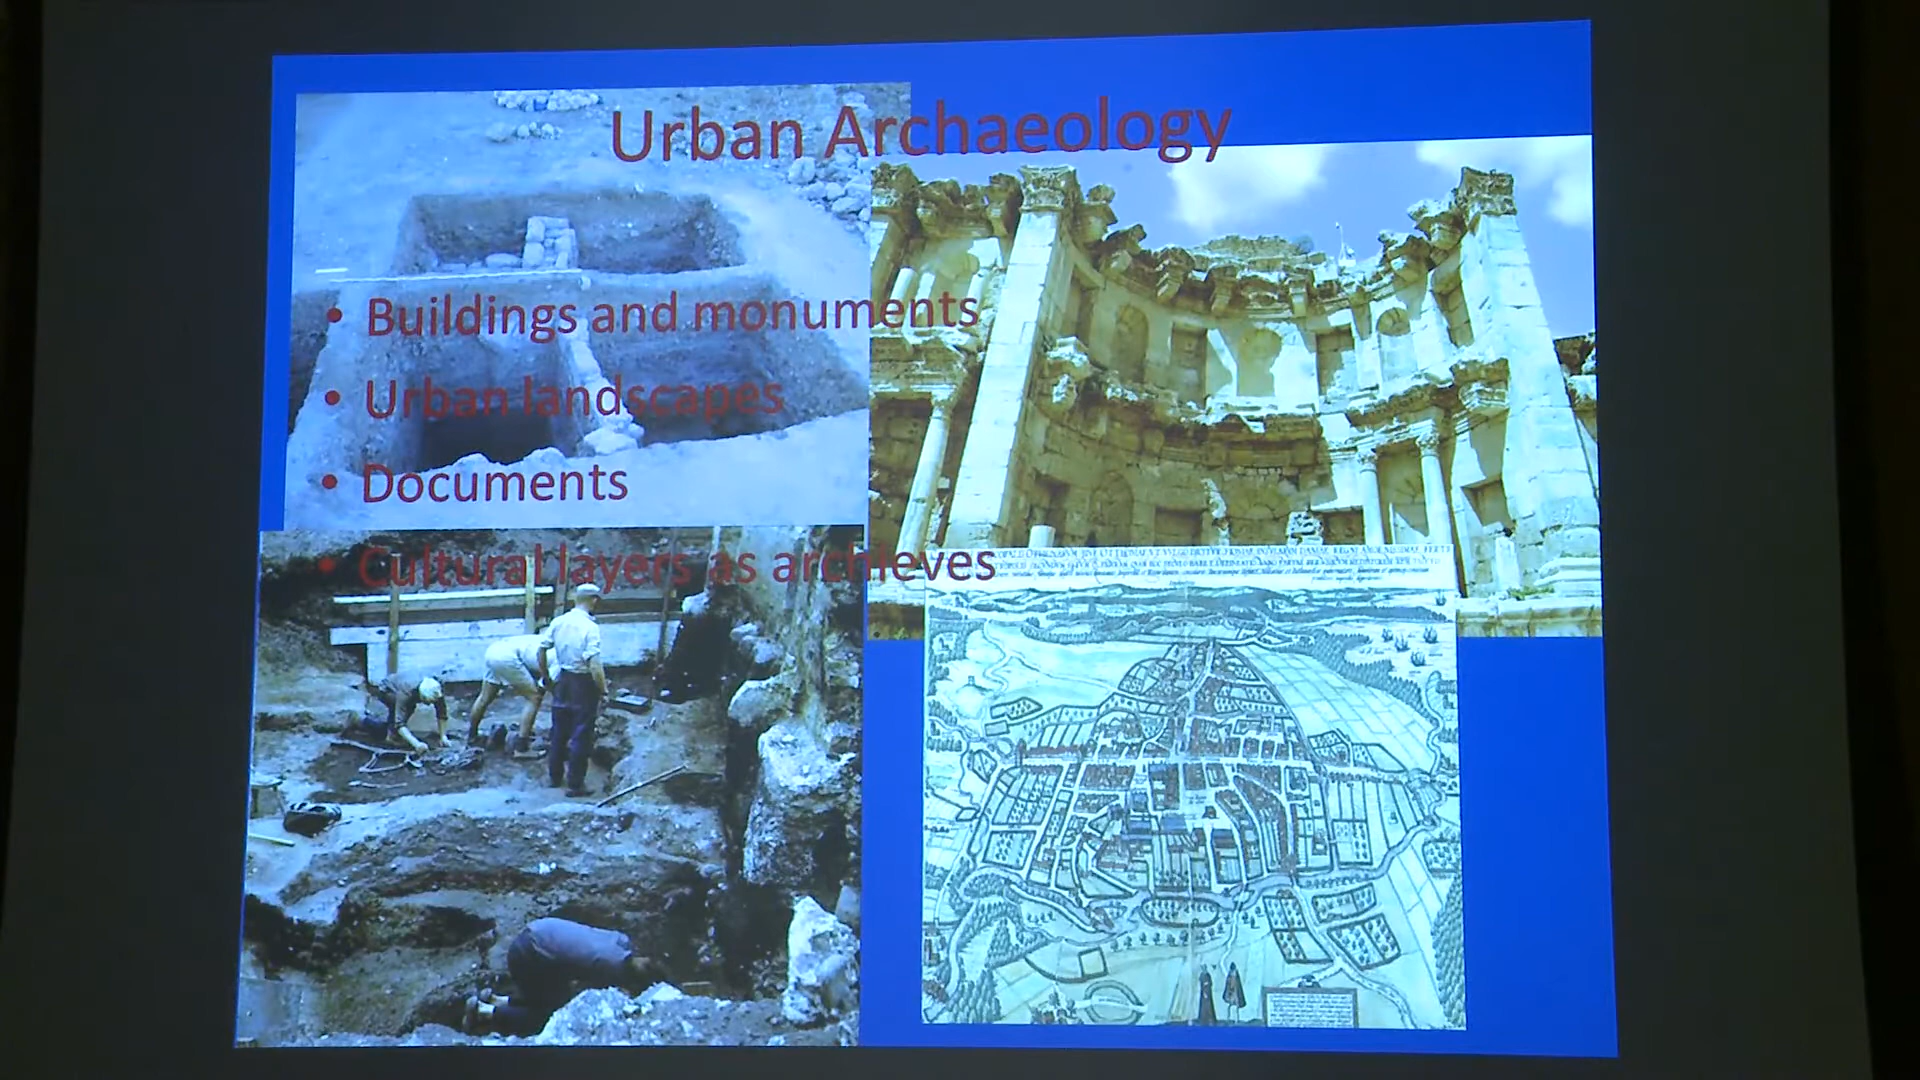 Urban Archaeology
• Buildings and monuments
• Urban landscapes
• Documents
• Cultural layers as archieves